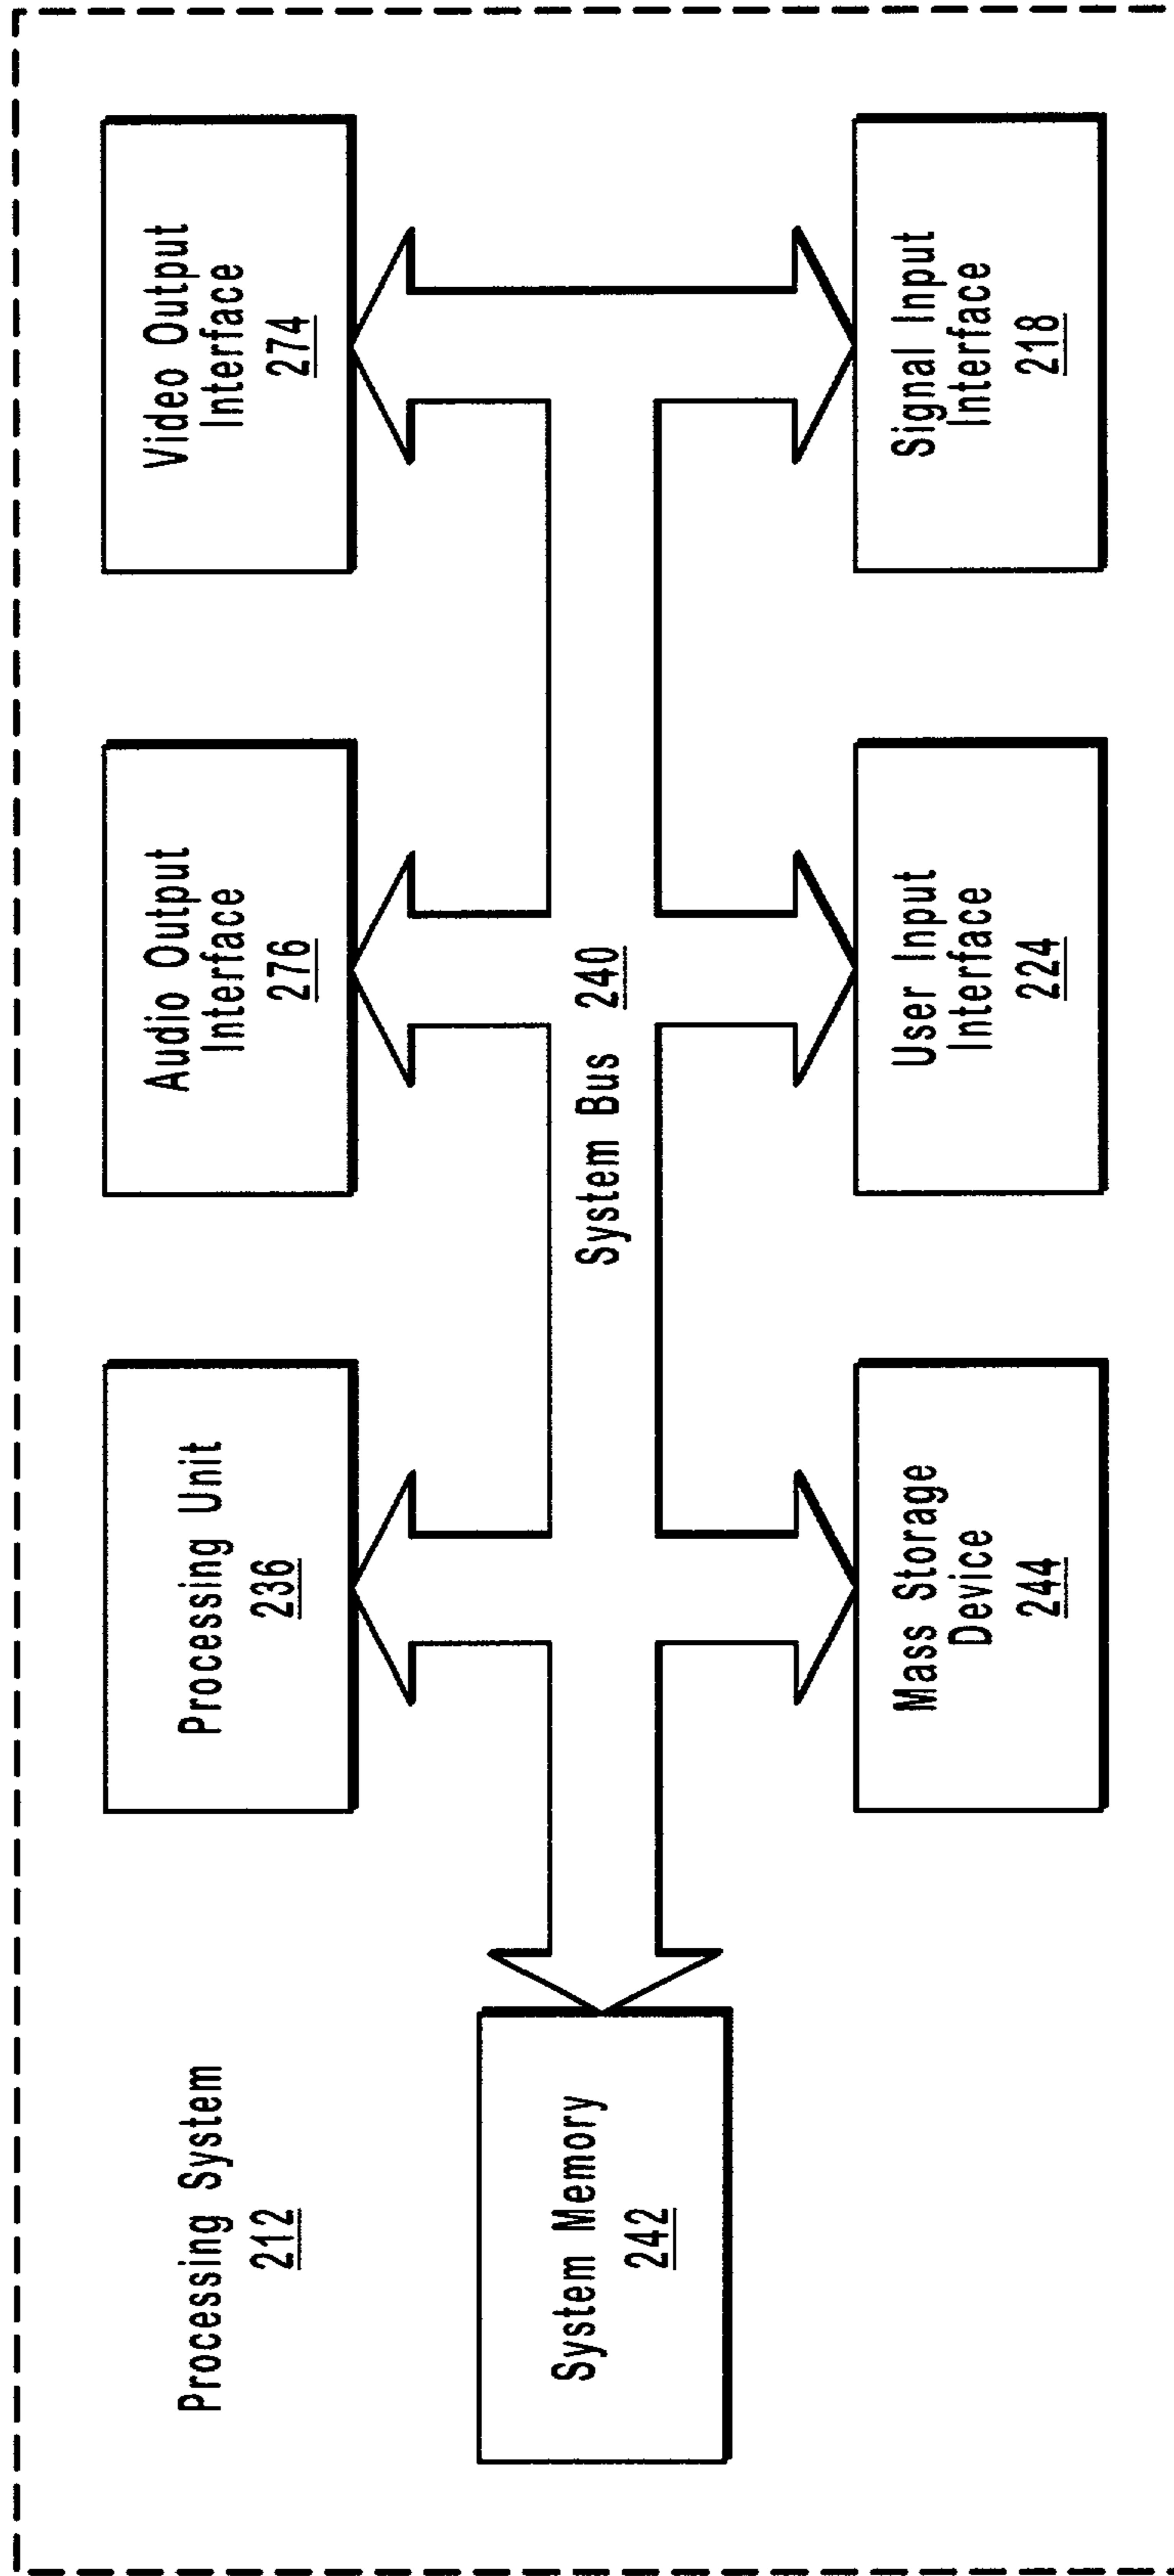 Processing System
212
Processing Unit
236
Audio Output
Interface
276
Video Output
Interface
274
System Memory
242
System Bus 240
Mass Storage
Device
244
User Input
Interface
224
Signal Input
Interface
218